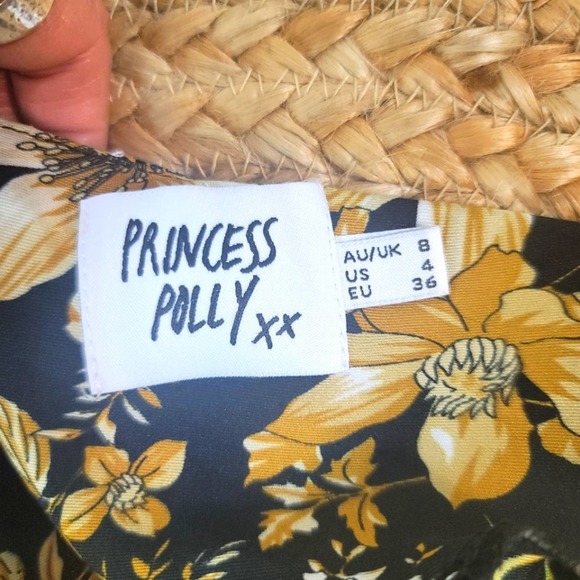 PRINCESS
POLLY xx
AU/UK 8
US 4
EU 36